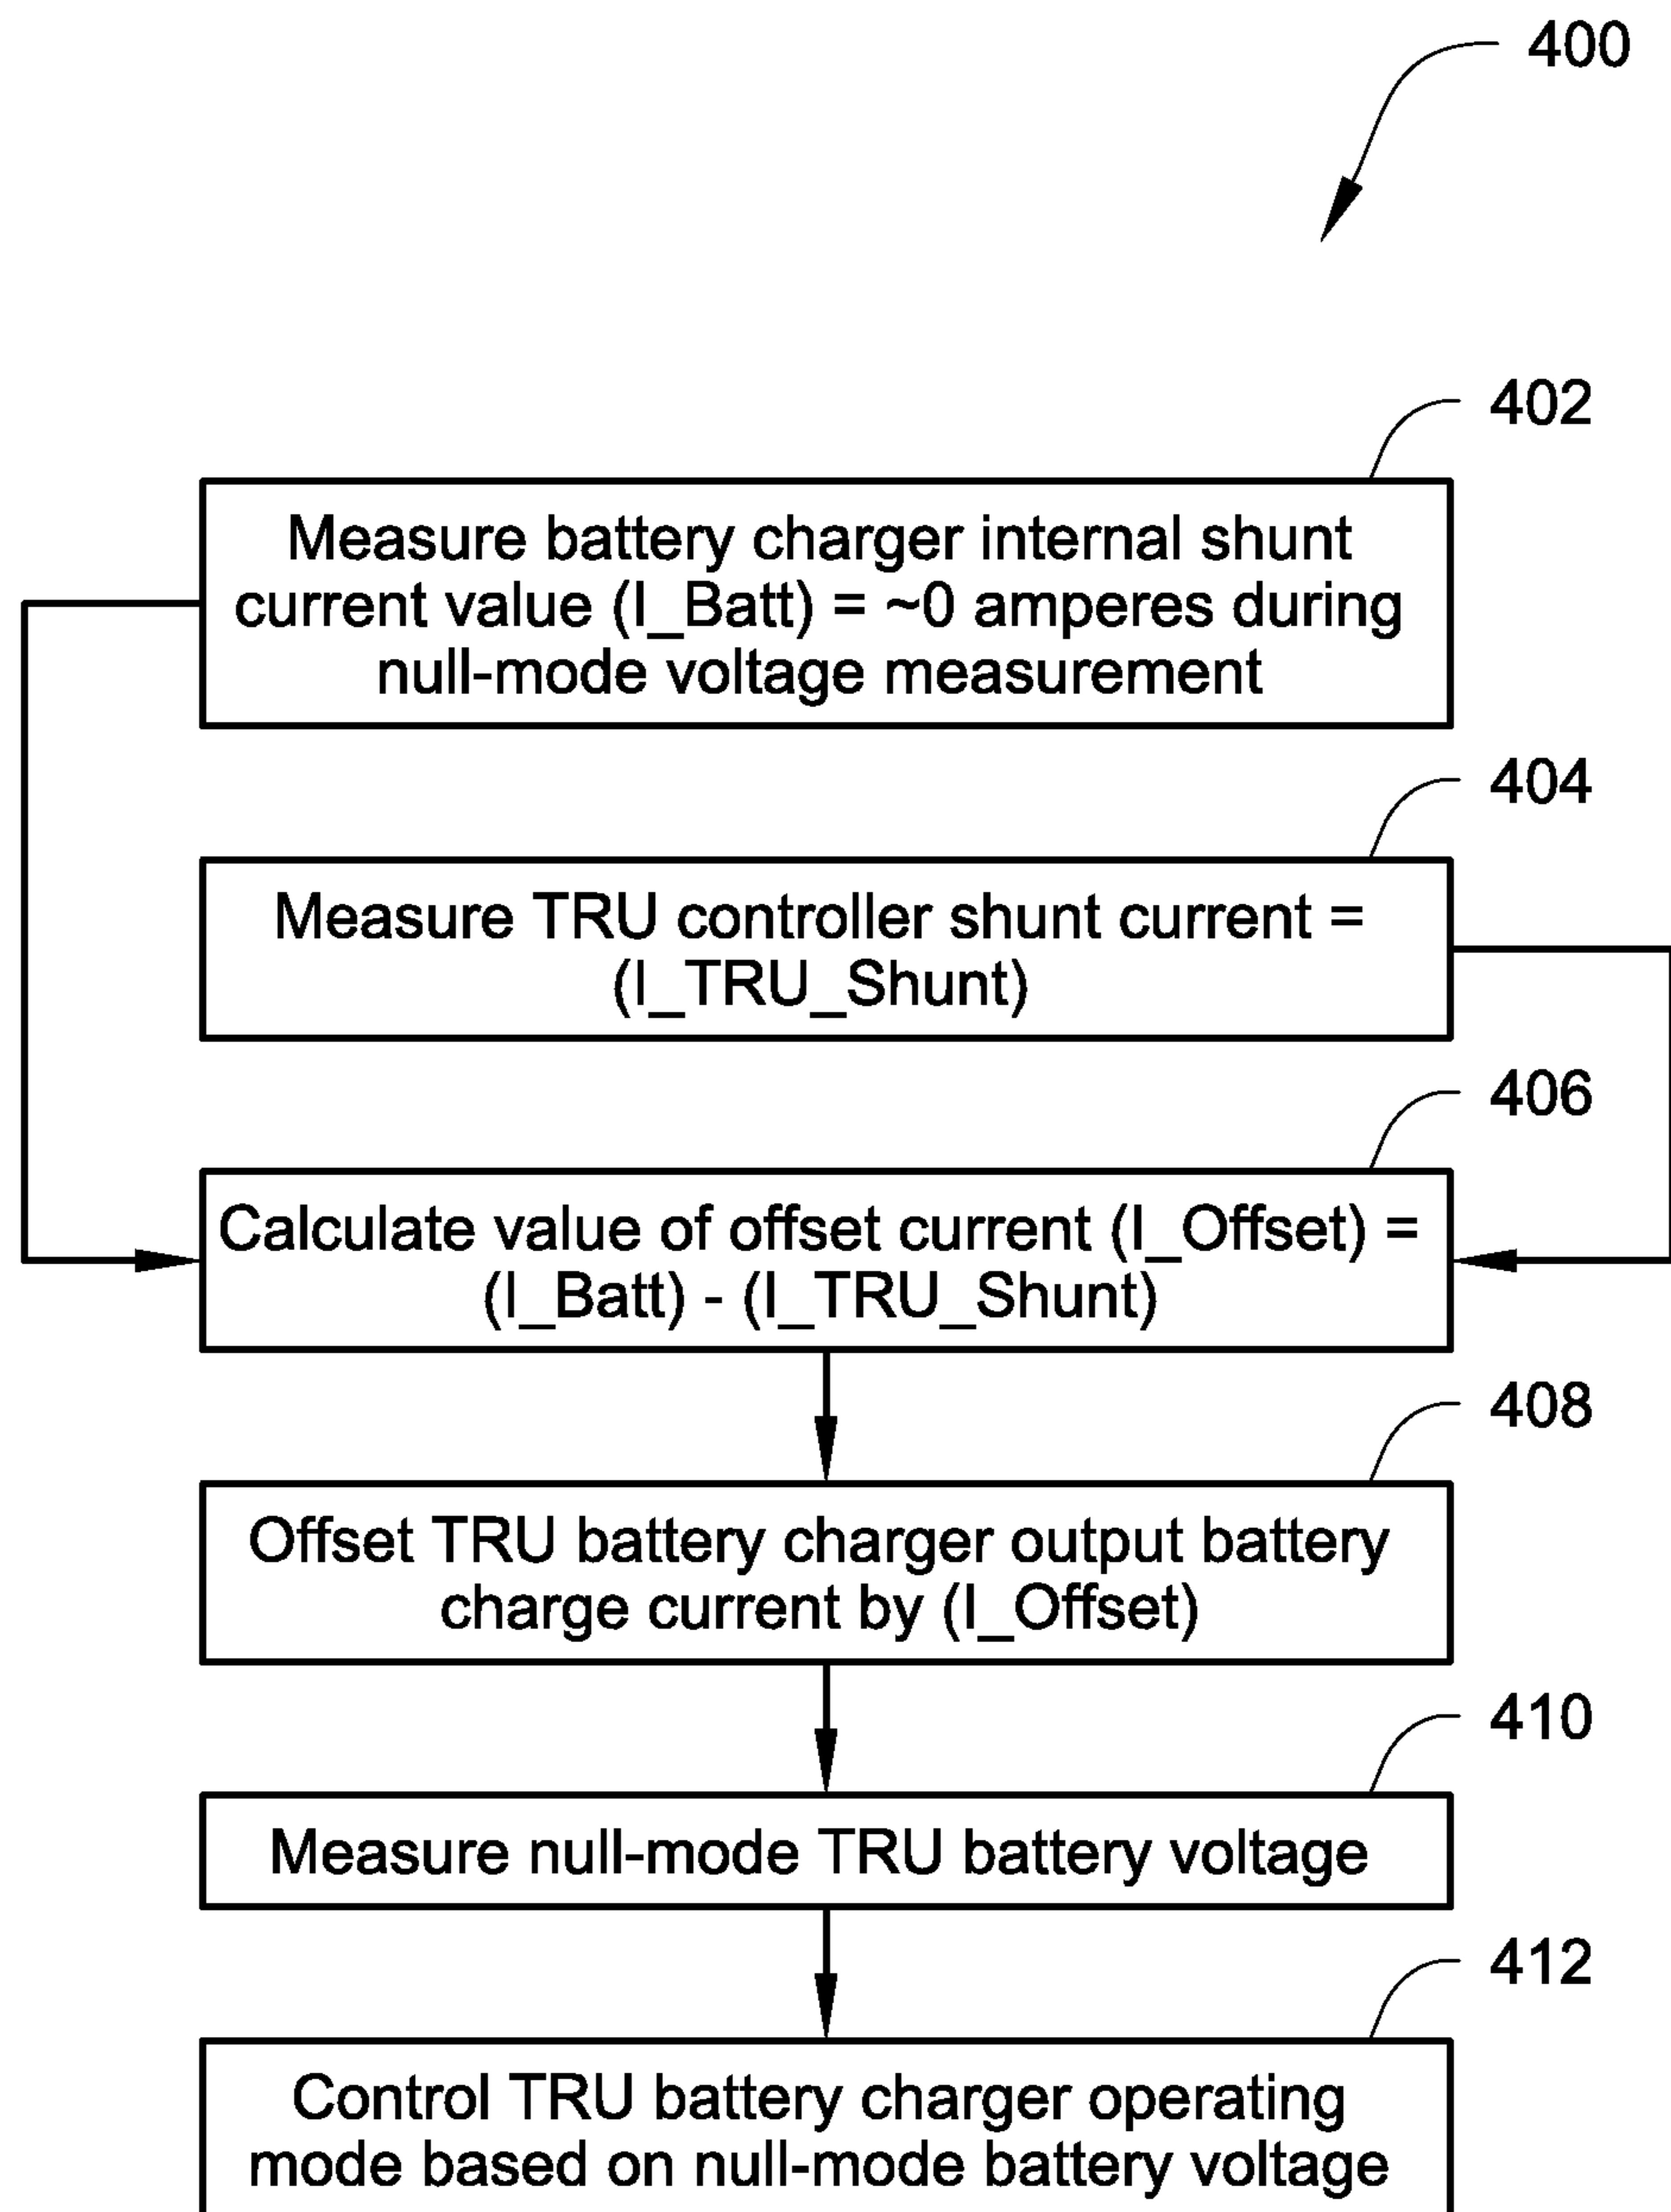 400
402
Measure battery charger internal shunt
current value (I_Batt) = ~0 amperes during
null-mode voltage measurement
404
Measure TRU controller shunt current =
(I_TRU_Shunt)
406
Calculate value of offset current (I_Offset) =
(I_Batt) - (I_TRU_Shunt)
408
Offset TRU battery charger output battery
charge current by (I_Offset)
410
Measure null-mode TRU battery voltage
412
Control TRU battery charger operating
mode based on null-mode battery voltage